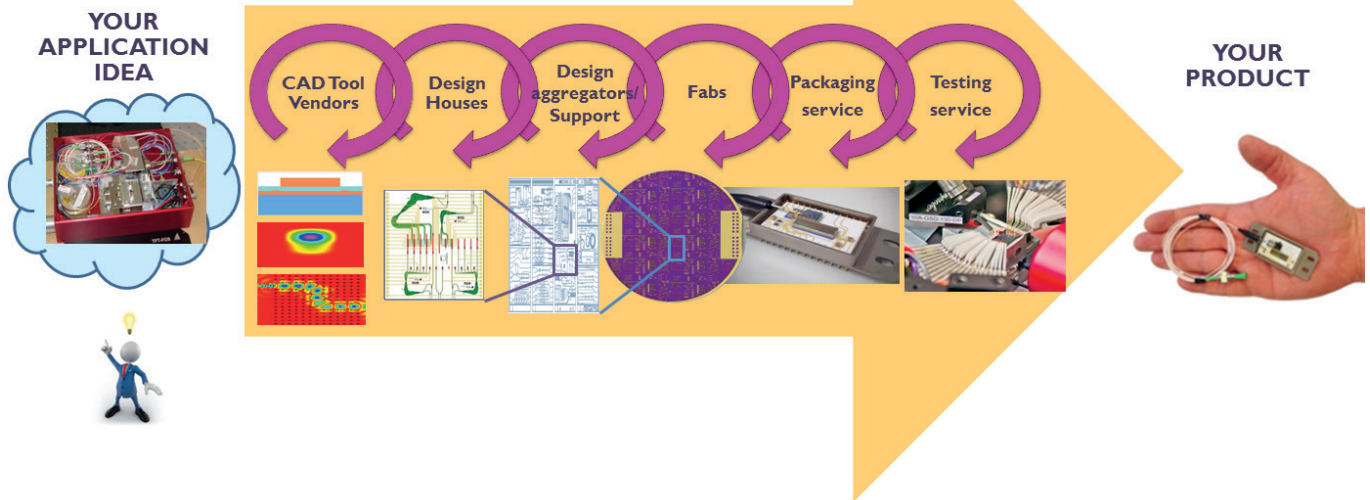 YOUR
APPLICATION
IDEA
CAD Tool
Vendors
Design
Houses
Design
aggregators/
Support
Fabs
Packaging
service
Testing
service
YOUR
PRODUCT